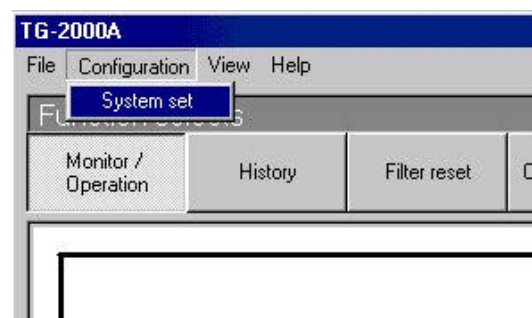 TG-2000A
File Configuration View Help
System set
Monitor / Operation
History
Filter reset